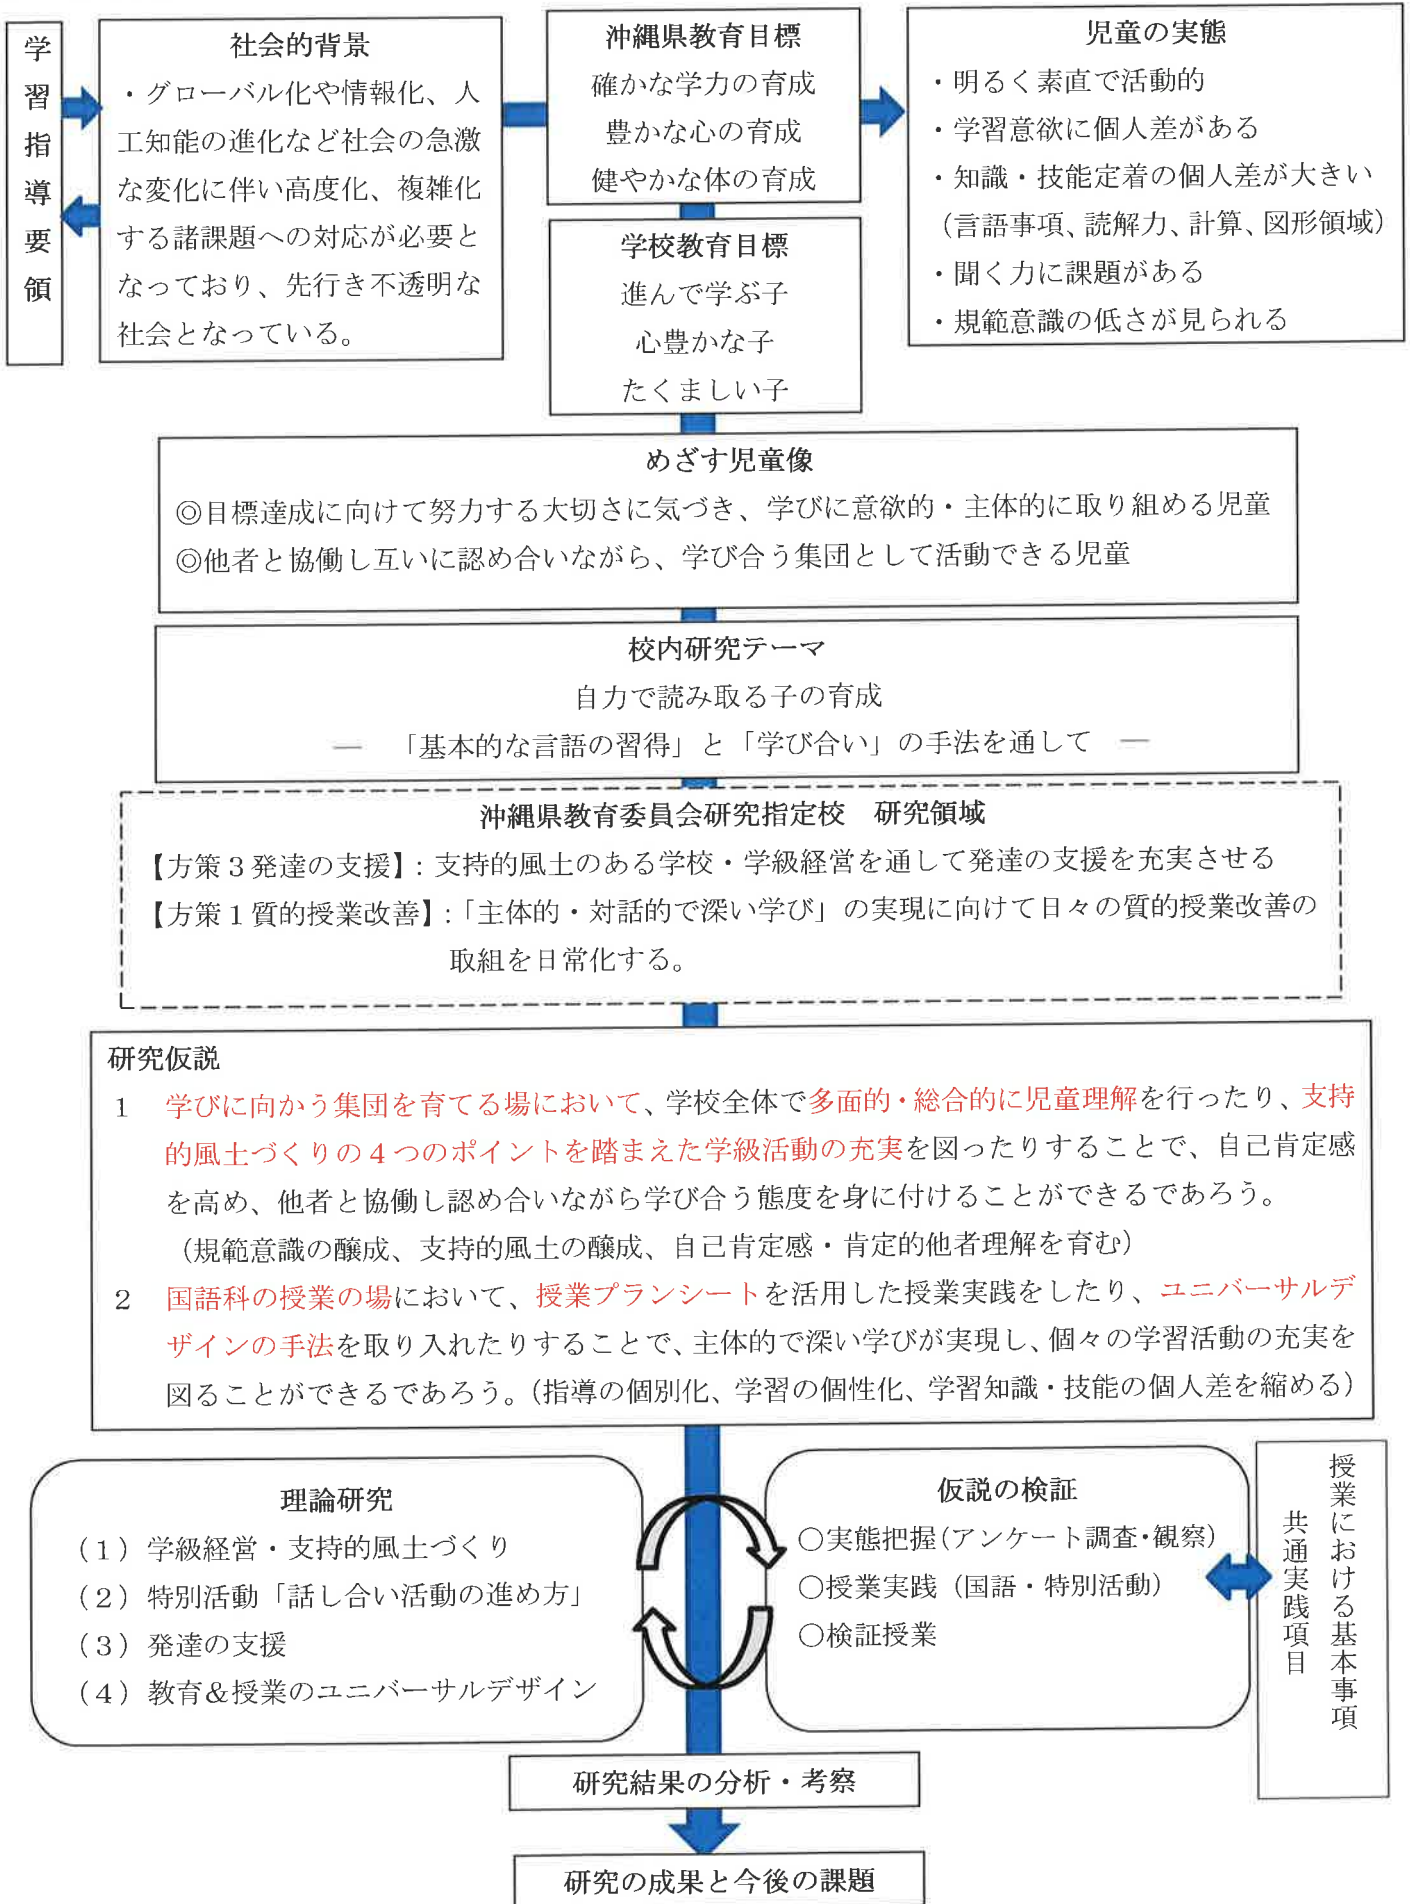 学習指導要領
社会的背景
・グローバル化や情報化、人
工知能の進化など社会の急激
な変化に伴い高度化、複雑化
する諸課題への対応が必要と
なっており、先行き不透明な
社会となっている。
沖縄県教育目標
確かな学力の育成
豊かな心の育成
健やかな体の育成
児童の実態
・明るく素直で活動的
・学習意欲に個人差がある
・知識・技能定着の個人差が大きい
（言語事項、読解力、計算、図形領域）
・聞く力に課題がある
・規範意識の低さが見られる
学校教育目標
進んで学ぶ子
心豊かな子
たくましい子
めざす児童像
◎目標達成に向けて努力する大切さに気づき、学びに意欲的・主体的に取り組める児童
◎他者と協働し互いに認め合いながら、学び合う集団として活動できる児童
校内研究テーマ
自力で読み取る子の育成
― 「基本的な言語の習得」と「学び合い」の手法を通して ―
沖縄県教育委員会研究指定校　研究領域
【方策３発達の支援】：支持的風土のある学校・学級経営を通して発達の支援を充実させる
【方策１質的授業改善】：「主体的・対話的で深い学び」の実現に向けて日々の質的授業改善の
取組を日常化する。
研究仮説
１　学びに向かう集団を育てる場において、学校全体で多面的・総合的に児童理解を行ったり、支持
的風土づくりの４つのポイントを踏まえた学級活動の充実を図ったりすることで、自己肯定感
を高め、他者と協働し認め合いながら学び合う態度を身に付けることができるであろう。
（規範意識の醸成、支持的風土の醸成、自己肯定感・肯定的他者理解を育む）
２　国語科の授業の場において、授業プランシートを活用した授業実践をしたり、ユニバーサルデ
ザインの手法を取り入れたりすることで、主体的で深い学びが実現し、個々の学習活動の充実を
図ることができるであろう。（指導の個別化、学習の個性化、学習知識・技能の個人差を縮める）
理論研究
（１）学級経営・支持的風土づくり
（２）特別活動「話し合い活動の進め方」
（３）発達の支援
（４）教育＆授業のユニバーサルデザイン
仮説の検証
○実態把握（アンケート調査・観察）
○授業実践（国語・特別活動）
○検証授業
授業における基本事項
共通実践項目
研究結果の分析・考察
研究の成果と今後の課題